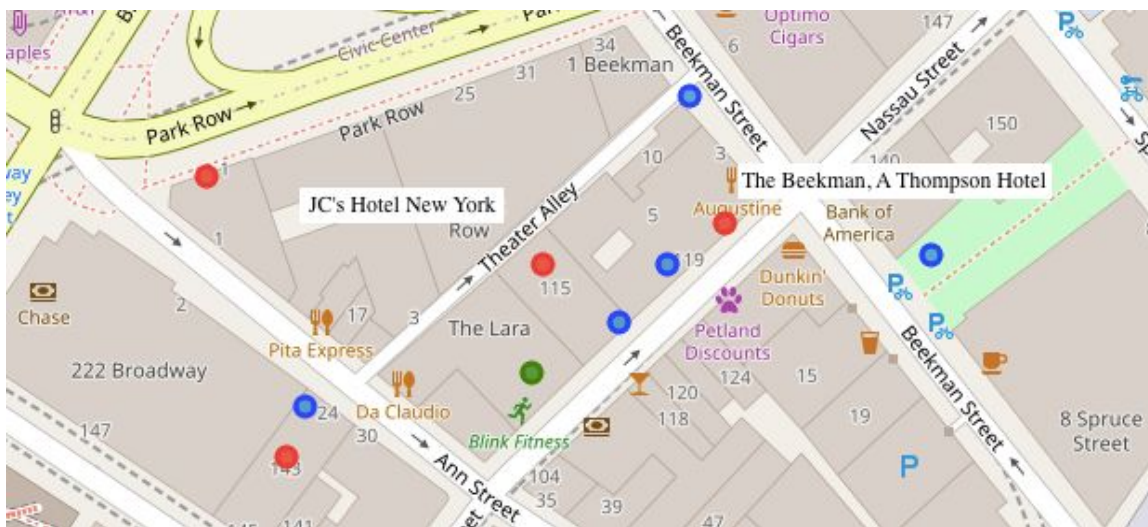 aples
Civic Center
Park Row
Park Row
34
1 Beekman
31
25
Beekman Street
6
Optimo
Cigars
147
Nassau Street
150
140
P
1
1
2
JC's Hotel New York
Row
Theater Alley
10
3
5
Augustine
The Beekman, A Thompson Hotel
Bank of
America
119
115
Dunkin'
Donuts
Petland
Discounts
P
P
Chase
17
3
Pita Express
The Lara
222 Broadway
24
Da Claudio
30
Blink Fitness
Ann Street
120
124
118
15
19
Beekman Street
8 Spruce
Street
P
147
143
141
104
35
39
47